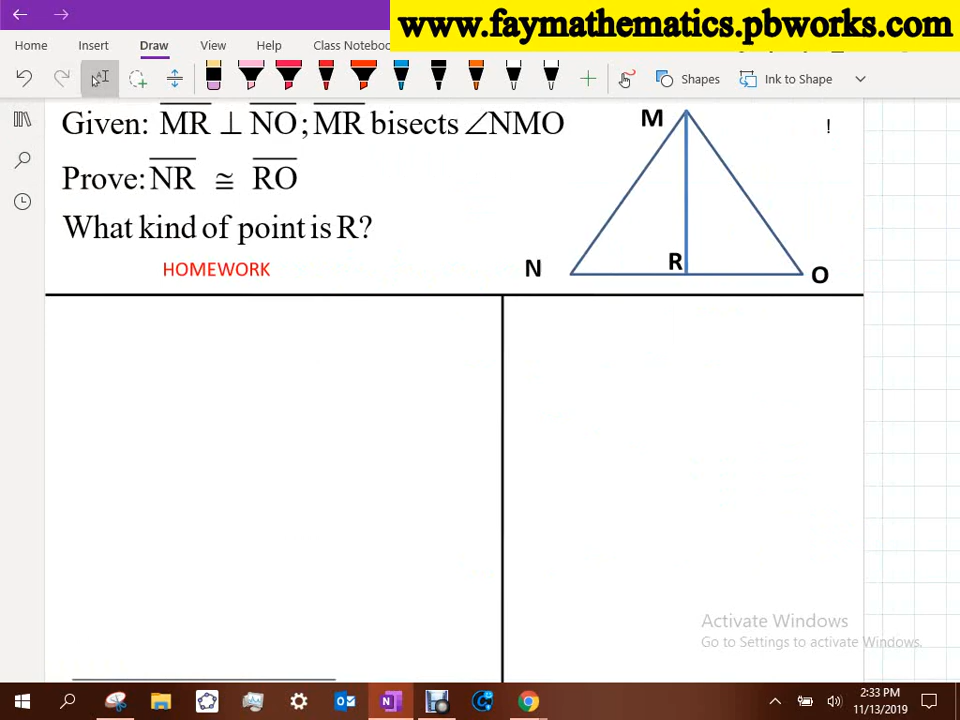 www.faymathematics.pbworks.com
Home Insert Draw View Help Class Notebo
Shapes Ink to Shape
Given: MR ⊥ NO ; MR bisects ∠NMO
Prove: NR ≅ RO
What kind of point is R?
HOMEWORK
M
!
N
R
O
Activate Windows
Go to Settings to activate Windows.
2:33 PM
11/13/2019